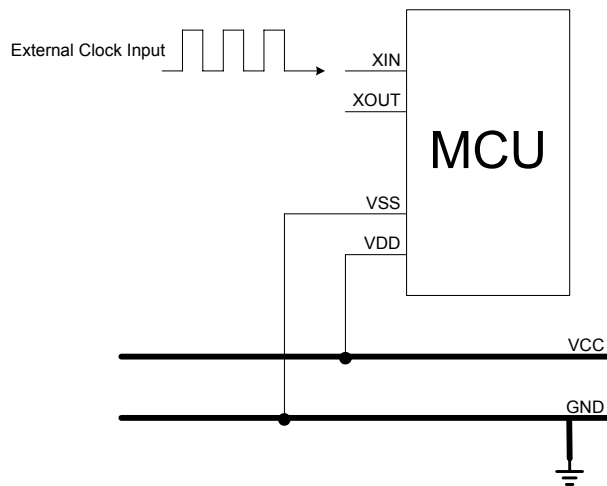 External Clock Input
XIN
XOUT
MCU
VSS
VDD
VCC
GND